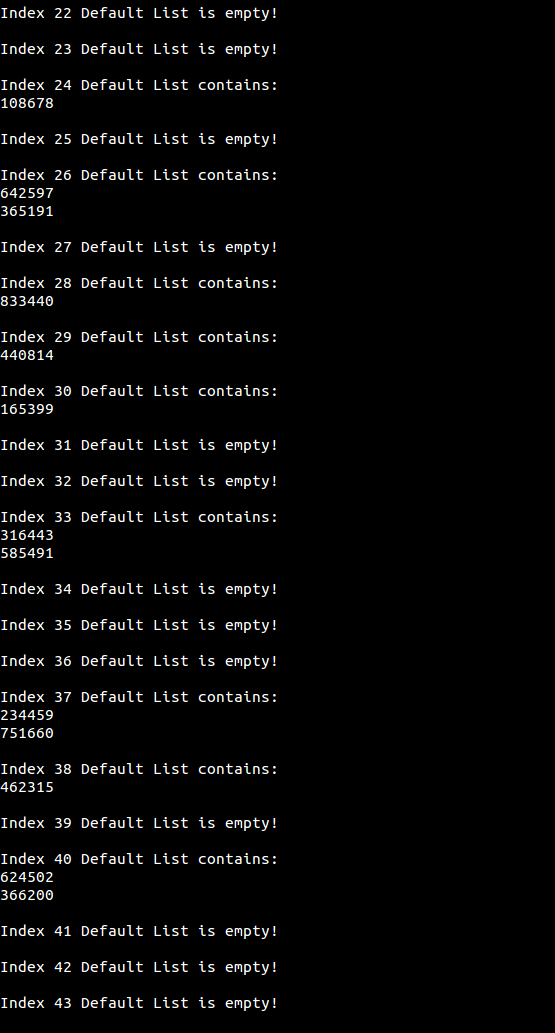 Index 22 Default List is empty!
Index 23 Default List is empty!
Index 24 Default List contains:
108678
Index 25 Default List is empty!
Index 26 Default List contains:
642597
365191
Index 27 Default List is empty!
Index 28 Default List contains:
833440
Index 29 Default List contains:
440814
Index 30 Default List contains:
165399
Index 31 Default List is empty!
Index 32 Default List is empty!
Index 33 Default List contains:
316443
585491
Index 34 Default List is empty!
Index 35 Default List is empty!
Index 36 Default List is empty!
Index 37 Default List contains:
234459
751660
Index 38 Default List contains:
462315
Index 39 Default List is empty!
Index 40 Default List contains:
624502
366200
Index 41 Default List is empty!
Index 42 Default List is empty!
Index 43 Default List is empty!